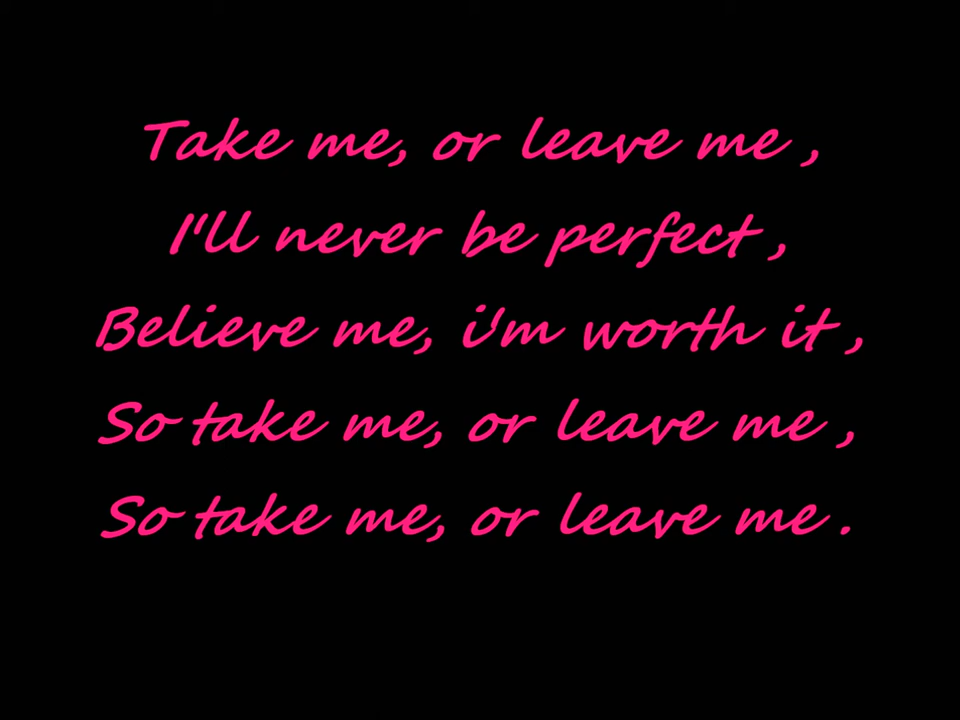 Take me, or leave me ,
I'll never be perfect ,
Believe me, i'm worth it ,
So take me, or leave me ,
So take me, or leave me .